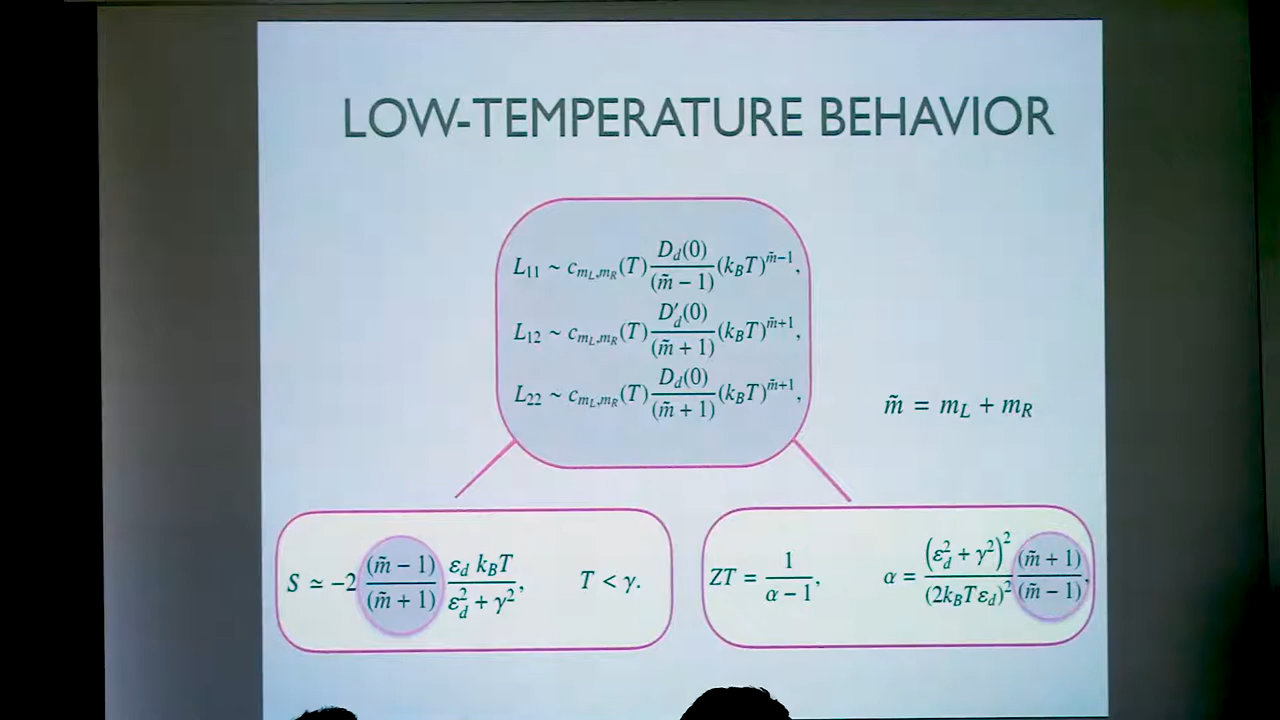 LOW-TEMPERATURE BEHAVIOR
L₁₁ ~ c_{m_L,m_R}(T) D_d(0)/(m̃ − 1) (k_BT)^{m̃−1},
L₁₂ ~ c_{m_L,m_R}(T) D′_d(0)/(m̃ + 1) (k_BT)^{m̃+1},
L₂₂ ~ c_{m_L,m_R}(T) D_d(0)/(m̃ + 1) (k_BT)^{m̃+1},
m̃ = m_L + m_R
S ≃ −2 (m̃ − 1)/(m̃ + 1) ε_d k_BT/(ε_d² + γ²), T < γ.
ZT = 1/(α − 1), α = (ε_d² + γ²)²/(2k_BTε_d)² (m̃ + 1)/(m̃ − 1),